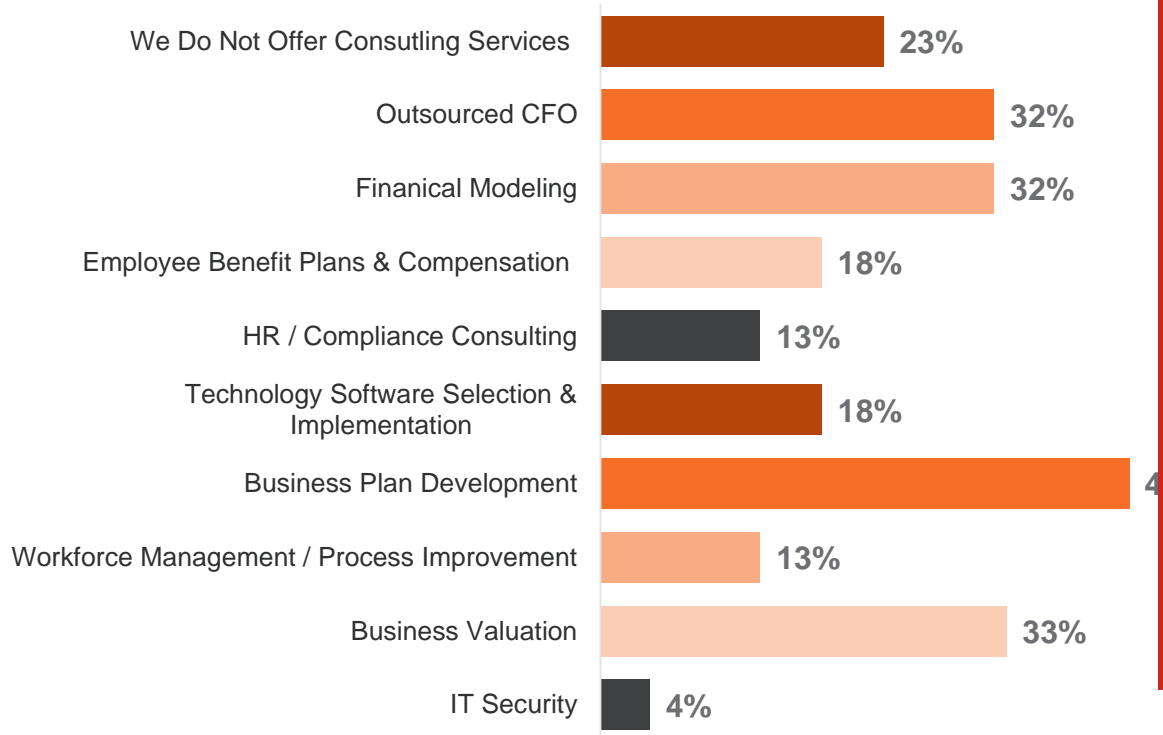 We Do Not Offer Consutling Services 23%
Outsourced CFO 32%
Finanical Modeling 32%
Employee Benefit Plans & Compensation 18%
HR / Compliance Consulting 13%
Technology Software Selection &
Implementation 18%
Business Plan Development
Workforce Management / Process Improvement 13%
Business Valuation 33%
IT Security 4%